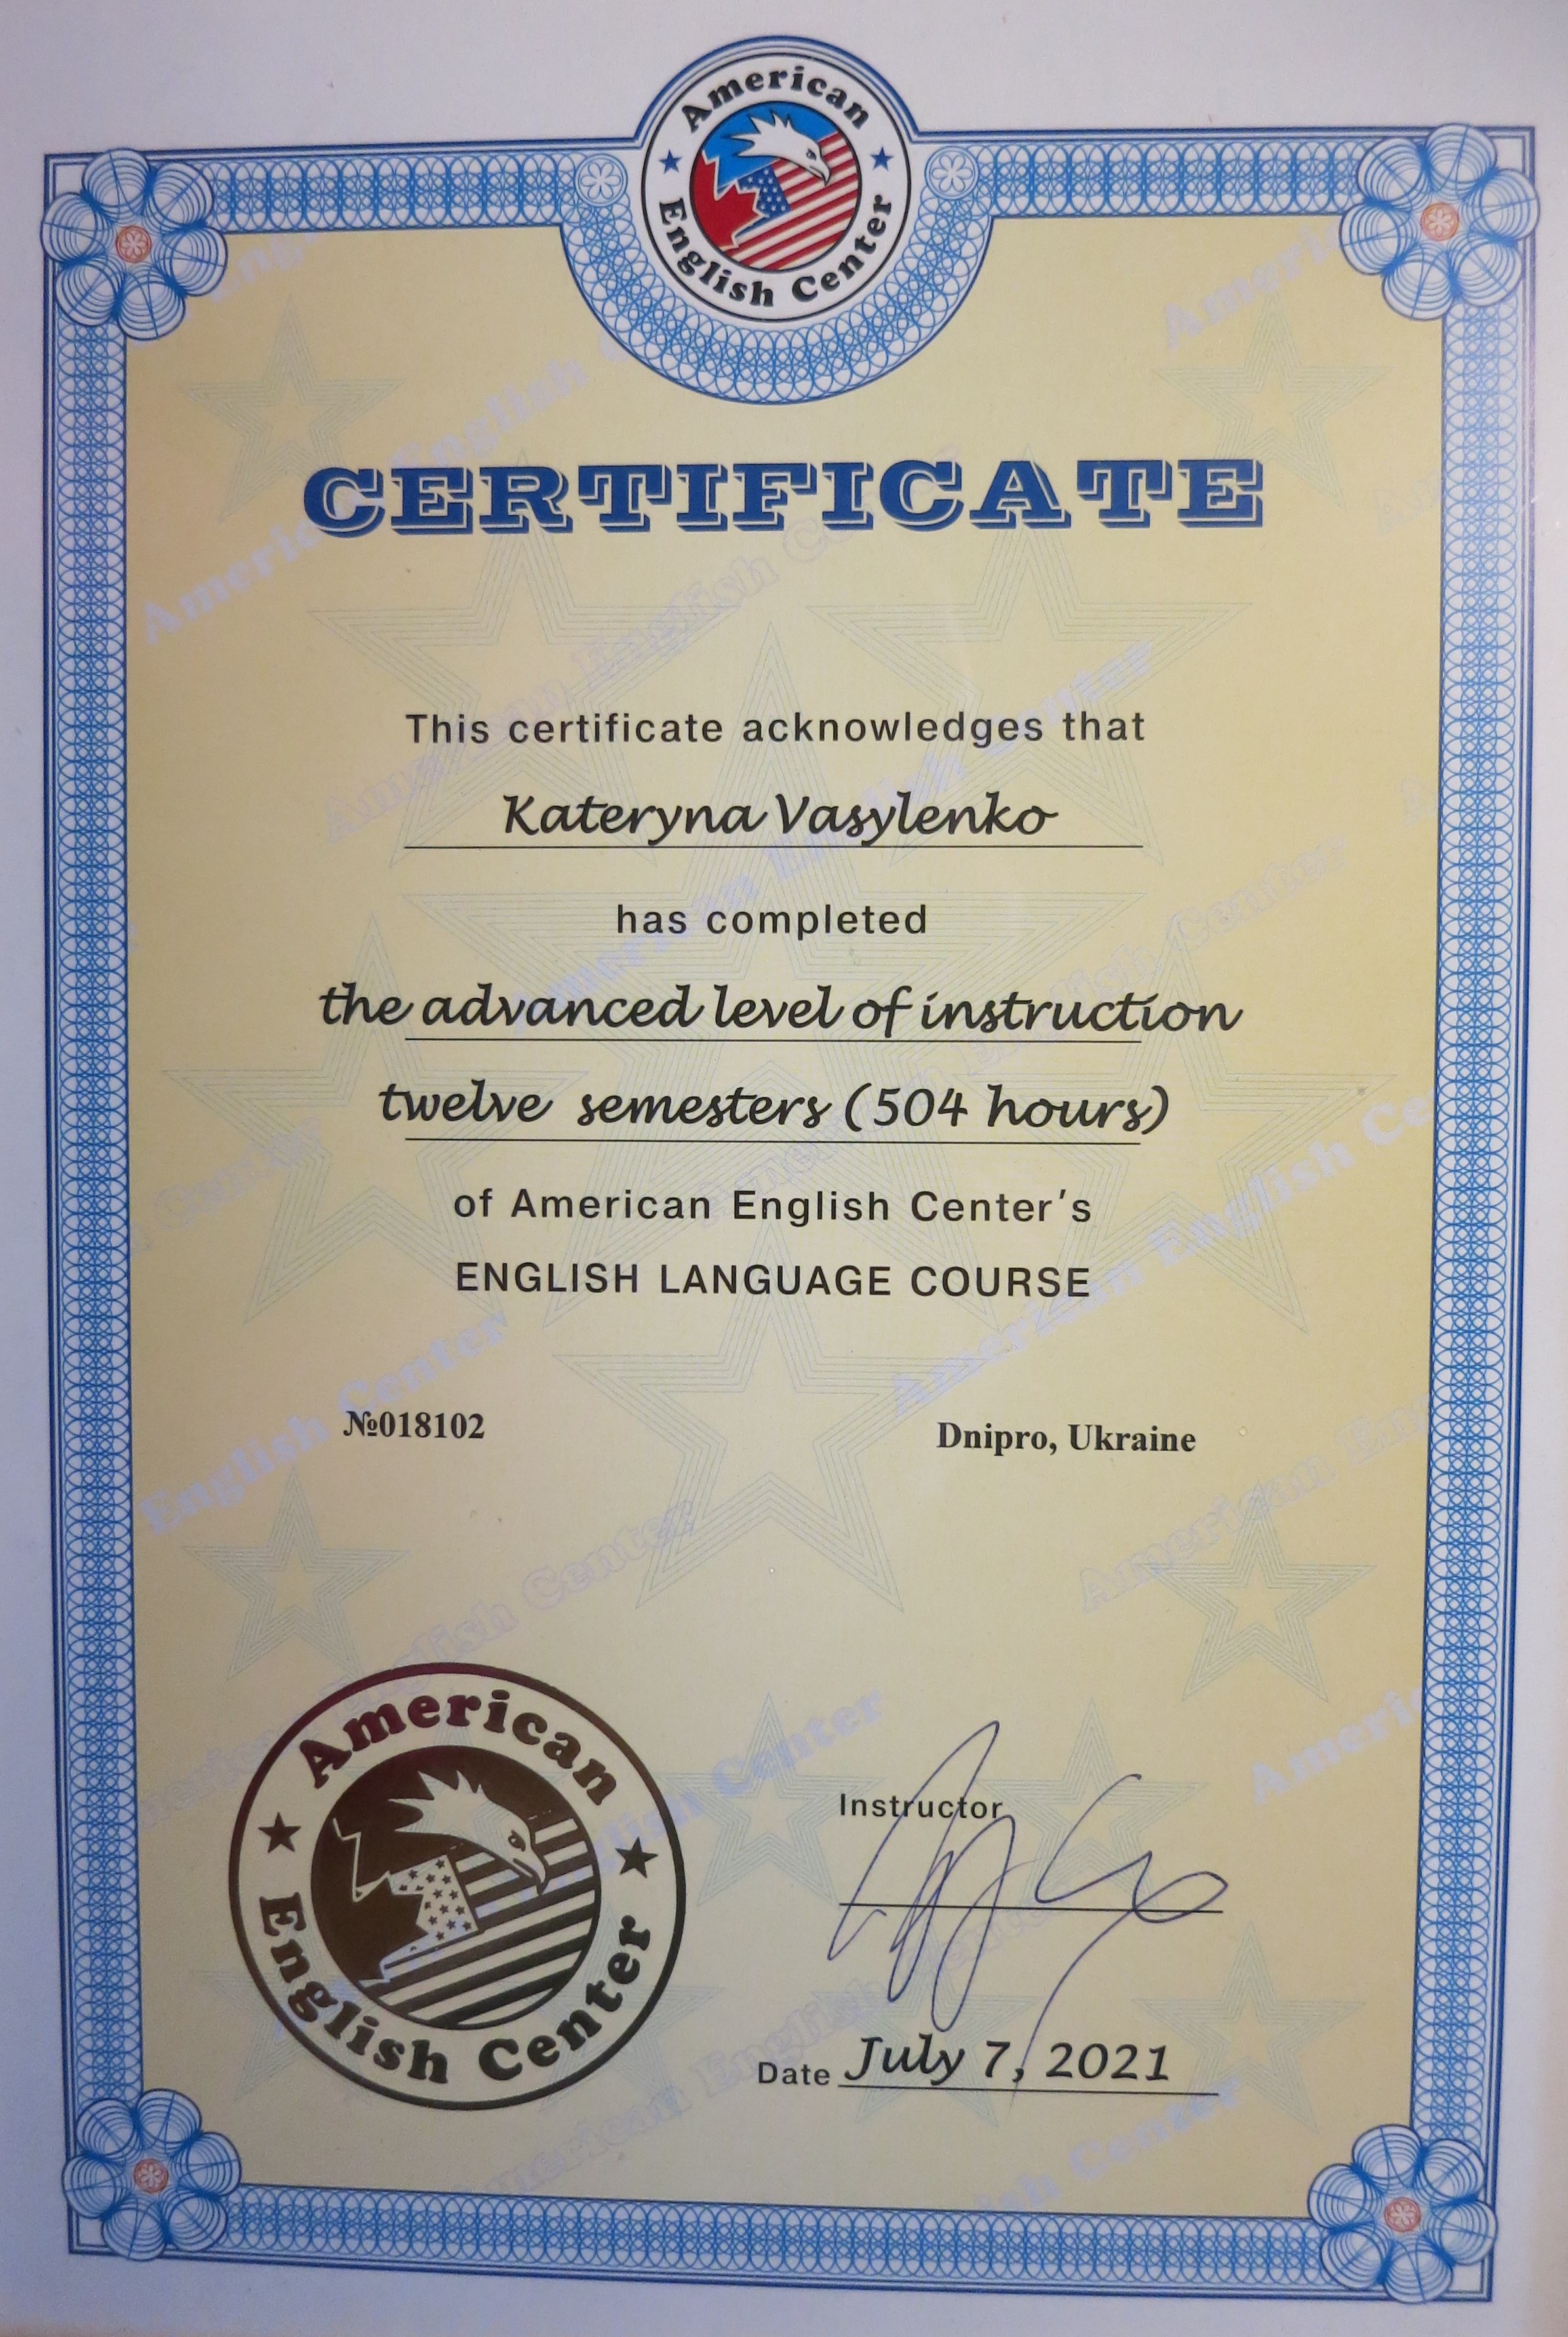 American
English Center
CERTIFICATE
This certificate acknowledges that
Kateryna Vasylenko
has completed
the advanced level of instruction
twelve semesters (504 hours)
of American English Center's
ENGLISH LANGUAGE COURSE
№018102
Dnipro, Ukraine
American
English Center
Instructor
Date July 7, 2021